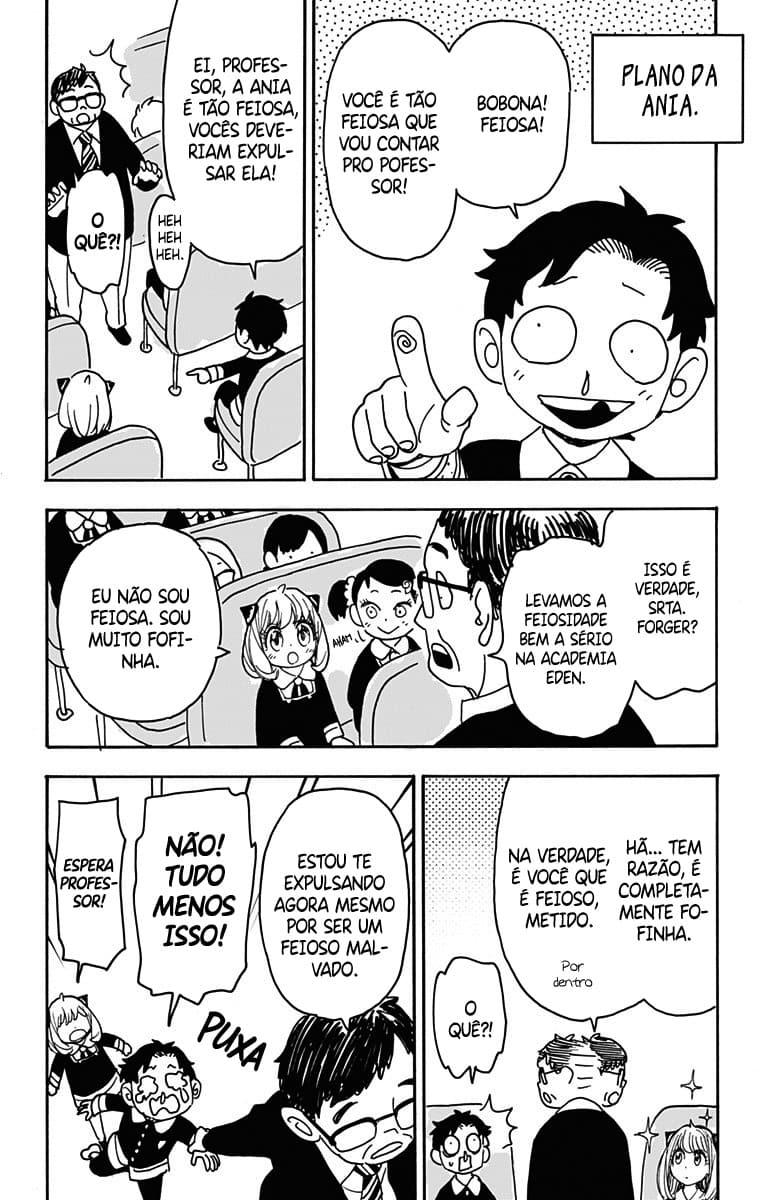 PLANO DA
ANIA.
BOBONA!
FEIOSA!
VOCÊ É TÃO
FEIOSA QUE
VOU CONTAR
PRO POFES-
SOR!
EI, PROFES-
SOR, A ANIA
É TÃO FEIOSA,
VOCÊS DEVE-
RIAM EXPUL-
SAR ELA!
HEH
HEH
HEH.
O
QUÊ?!
ISSO É
VERDADE,
SRTA.
FORGER?
LEVAMOS A
FEIOSIDADE
BEM A SÉRIO
NA ACADEMIA
EDEN.
AHAM,
EU NÃO SOU
FEIOSA. SOU
MUITO FOFI-
NHA.
HÃ... TEM
RAZÃO, É
COMPLETA-
MENTE FO-
FINHA.
NA VERDADE,
É VOCÊ QUE
É FEIOSO,
METIDO.
Por
dentro
O
QUÊ?!
ESTOU TE
EXPULSANDO
AGORA MESMO
POR SER UM
FEIOSO MAL-
VADO.
PUXA
NÃO!
TUDO
MENOS
ISSO!
ESPERA
PROFES-
SOR!